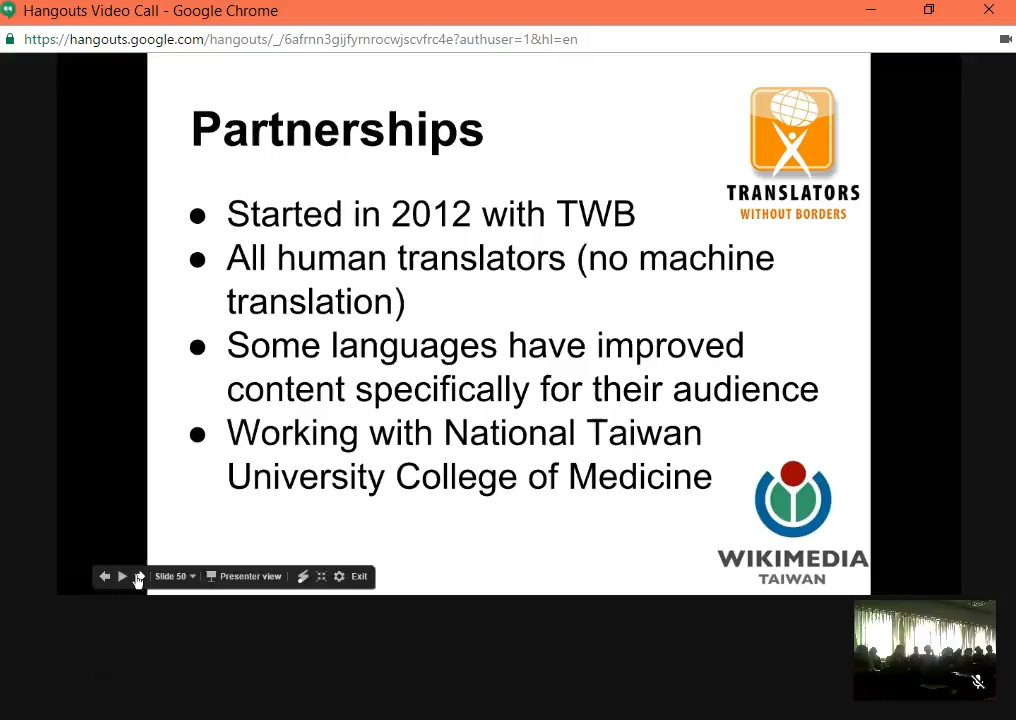 Hangouts Video Call - Google Chrome
https://hangouts.google.com/hangouts/_/6afrnn3gijfyrnrocwjscvfrc4e?authuser=1&hl=en
Partnerships
TRANSLATORS
WITHOUT BORDERS
● Started in 2012 with TWB
● All human translators (no machine
translation)
● Some languages have improved
content specifically for their audience
● Working with National Taiwan
University College of Medicine
WIKIMEDIA
TAIWAN
Slide 50 Presenter view Exit